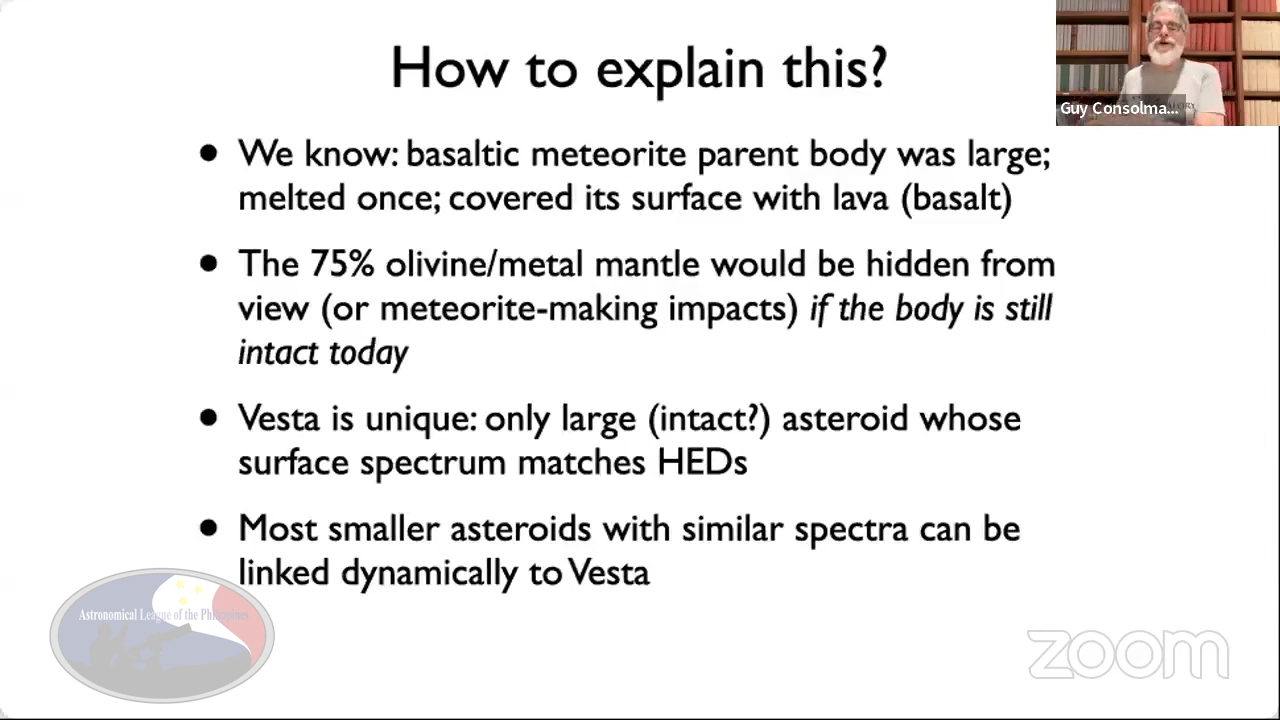 How to explain this?
Guy Consolma...
• We know: basaltic meteorite parent body was large;
melted once; covered its surface with lava (basalt)
• The 75% olivine/metal mantle would be hidden from
view (or meteorite-making impacts) if the body is still
intact today
• Vesta is unique: only large (intact?) asteroid whose
surface spectrum matches HEDs
• Most smaller asteroids with similar spectra can be
linked dynamically to Vesta
Astronomical League of the Philippines
zoom